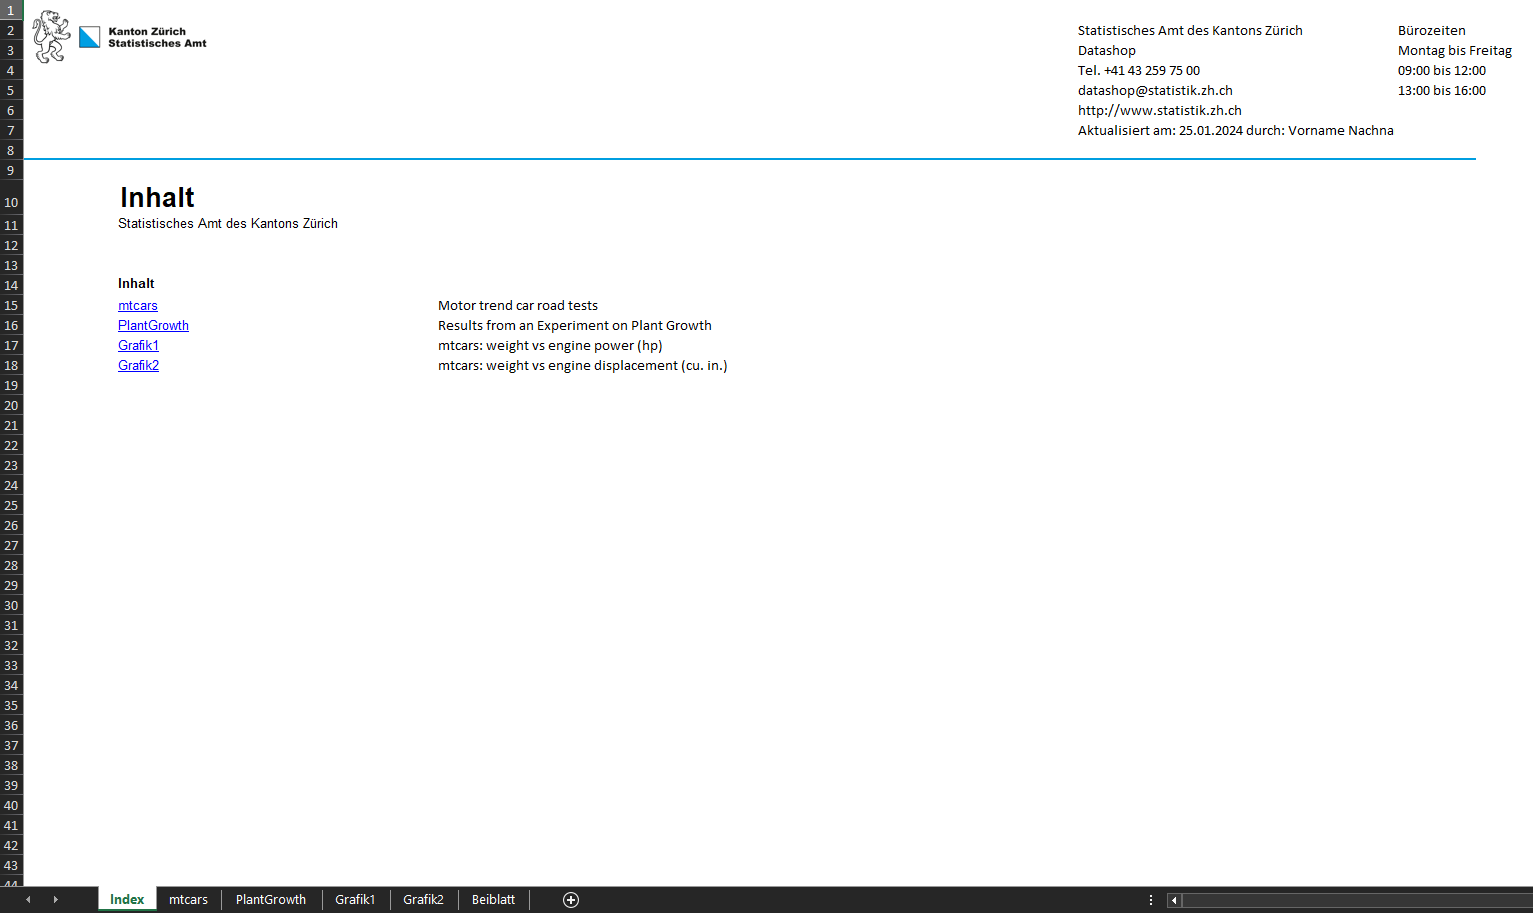 Kanton Zürich
Statistisches Amt
Statistisches Amt des Kantons Zürich
Datashop
Tel. +41 43 259 75 00
datashop@statistik.zh.ch
http://www.statistik.zh.ch
Aktualisiert am: 25.01.2024 durch: Vorname Nachna
Bürozeiten
Montag bis Freitag
09:00 bis 12:00
13:00 bis 16:00
Inhalt
Statistisches Amt des Kantons Zürich
Inhalt
mtcars Motor trend car road tests
PlantGrowth Results from an Experiment on Plant Growth
Grafik1 mtcars: weight vs engine power (hp)
Grafik2 mtcars: weight vs engine displacement (cu. in.)
1
2
3
4
5
6
7
8
9
10
11
12
13
14
15
16
17
18
19
20
21
22
23
24
25
26
27
28
29
30
31
32
33
34
35
36
37
38
39
40
41
42
43
44
Index mtcars PlantGrowth Grafik1 Grafik2 Beiblatt